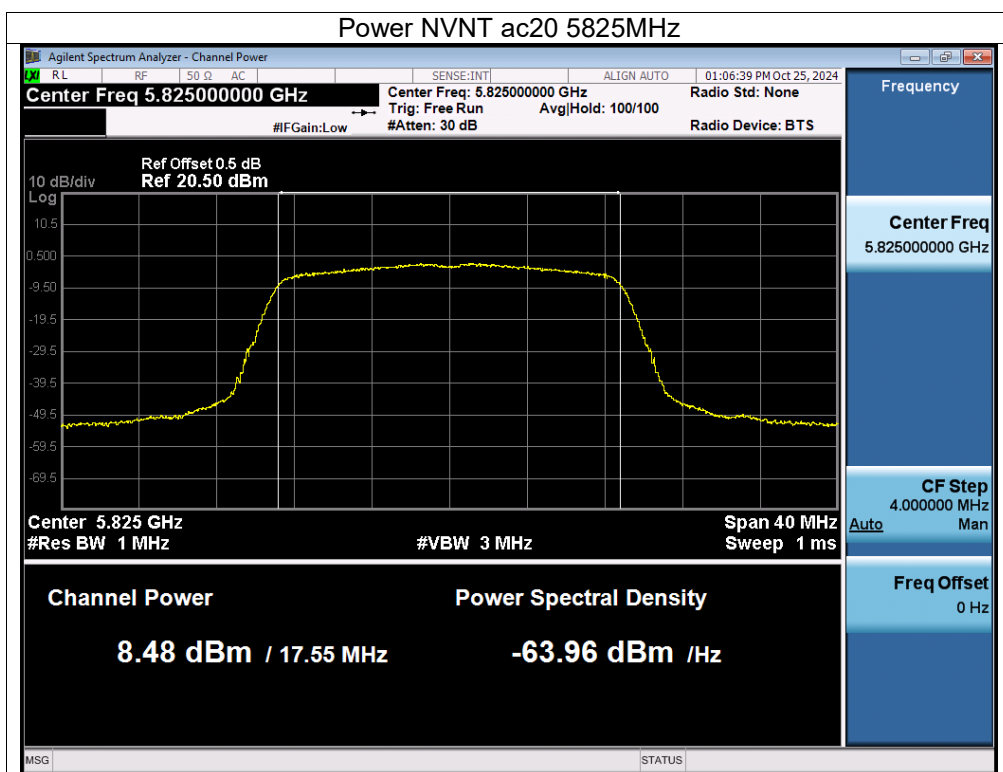 Power NVNT ac20 5825MHz
Agilent Spectrum Analyzer - Channel Power
LXI RL RF 50 Ω AC SENSE:INT ALIGN AUTO 01:06:39 PM Oct 25, 2024
Center Freq 5.825000000 GHz
#IFGain:Low
Center Freq: 5.825000000 GHz
Trig: Free Run Avg|Hold: 100/100
#Atten: 30 dB
Radio Std: None
Radio Device: BTS
Ref Offset 0.5 dB
10 dB/div Ref 20.50 dBm
Log
10.5
0.500
-9.50
-19.5
-29.5
-39.5
-49.5
-59.5
-69.5
Center 5.825 GHz Span 40 MHz
#Res BW 1 MHz #VBW 3 MHz Sweep 1 ms
Channel Power Power Spectral Density
8.48 dBm / 17.55 MHz -63.96 dBm /Hz
Frequency
Center Freq
5.825000000 GHz
CF Step
4.000000 MHz
Auto Man
Freq Offset
0 Hz
MSG STATUS